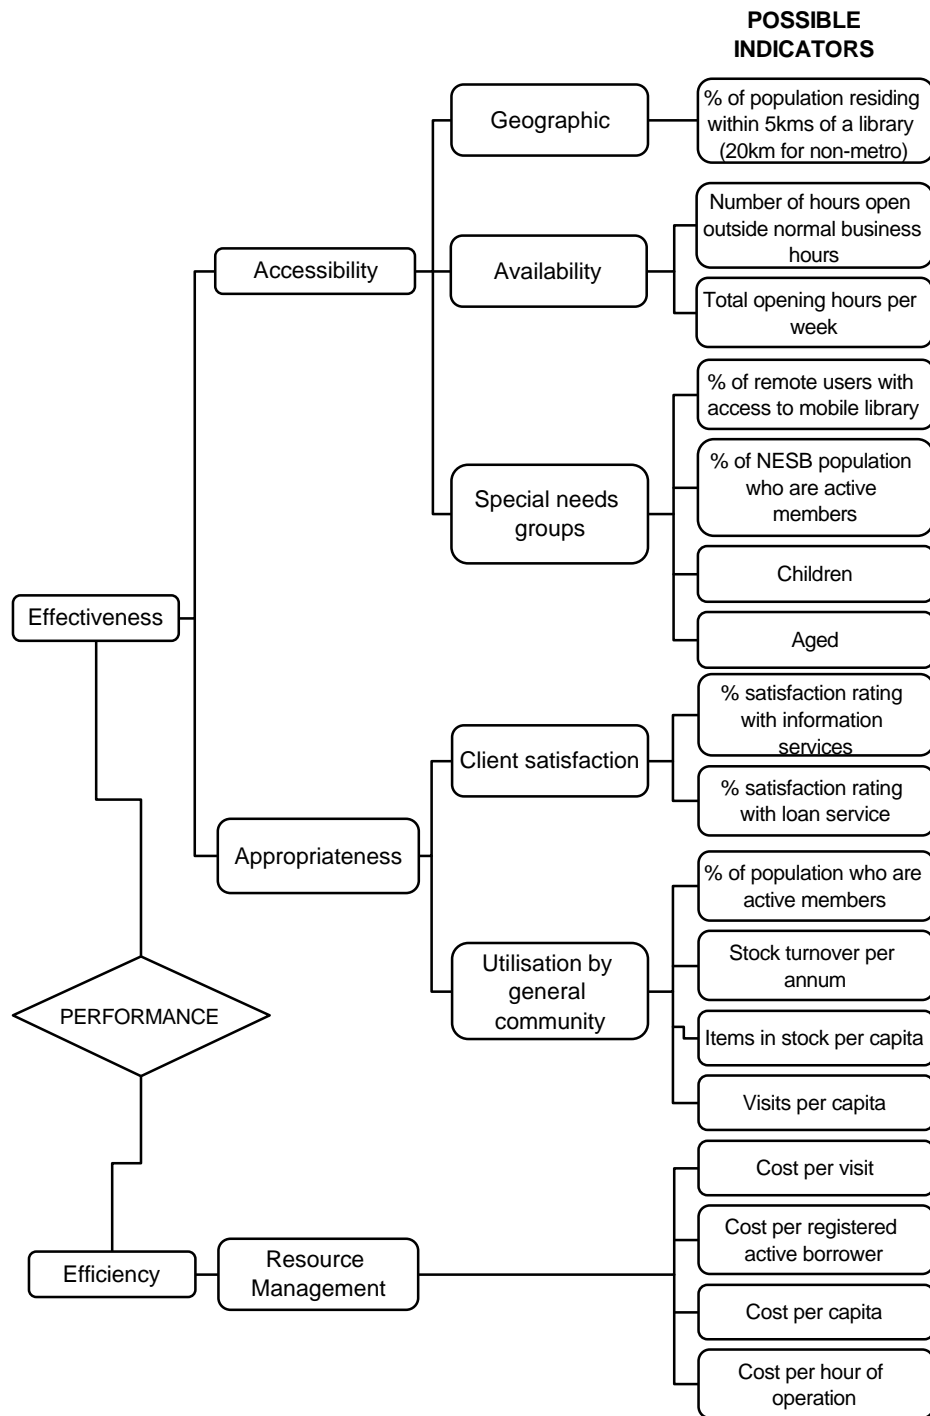 POSSIBLE
INDICATORS
Geographic
% of population residing
within 5kms of a library
(20km for non-metro)
Accessibility
Availability
Number of hours open
outside normal business
hours
Total opening hours per
week
Special needs
groups
% of remote users with
access to mobile library
% of NESB population
who are active
members
Children
Aged
Effectiveness
Client satisfaction
% satisfaction rating
with information
services
% satisfaction rating
with loan service
Appropriateness
Utilisation by
general
community
% of population who are
active members
Stock turnover per
annum
Items in stock per capita
Visits per capita
PERFORMANCE
Efficiency
Resource
Management
Cost per visit
Cost per registered
active borrower
Cost per capita
Cost per hour of
operation